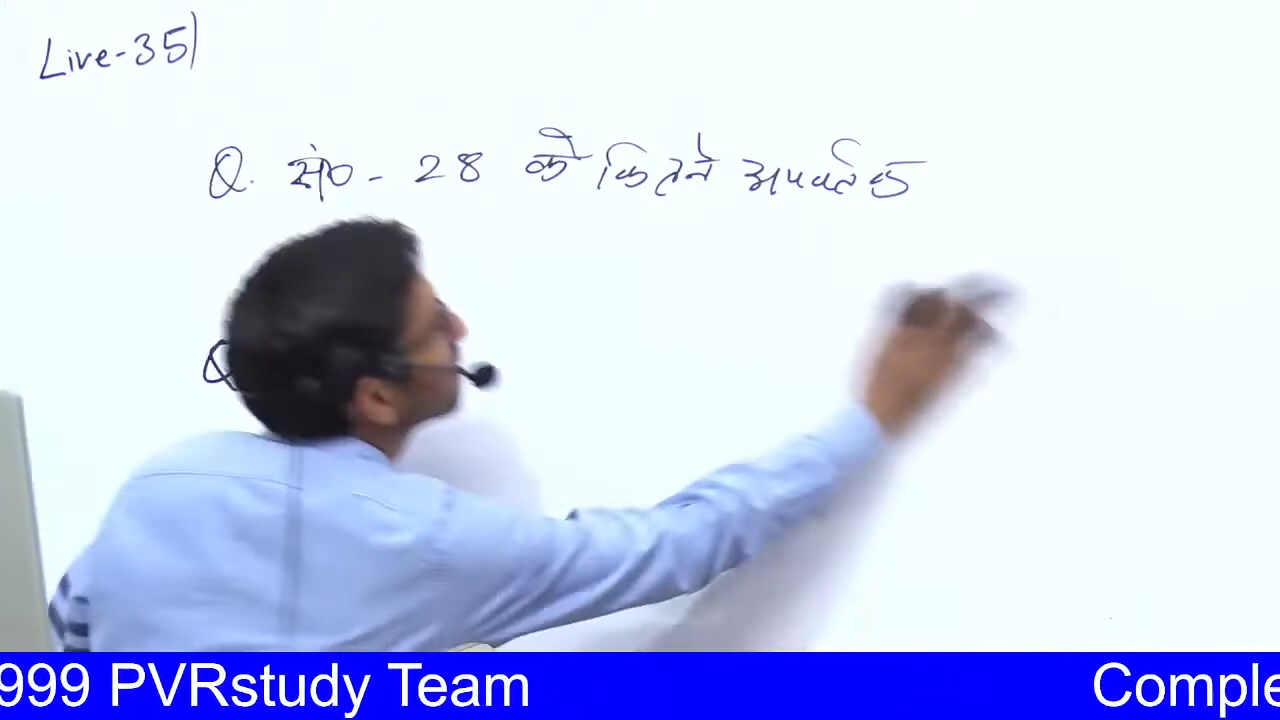 Live-35)
Q. सं० - 28 के कितने अपवर्तक
Q
999 PVRstudy Team Comple